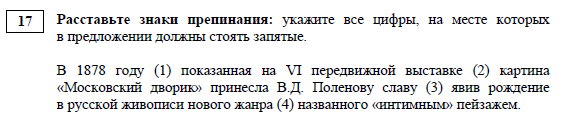 17
Расставьте знаки препинания: укажите все цифры, на месте которых
в предложении должны стоять запятые.
В 1878 году (1) показанная на VI передвижной выставке (2) картина
«Московский дворик» принесла В.Д. Поленову славу (3) явив рождение
в русской живописи нового жанра (4) названного «интимным» пейзажем.